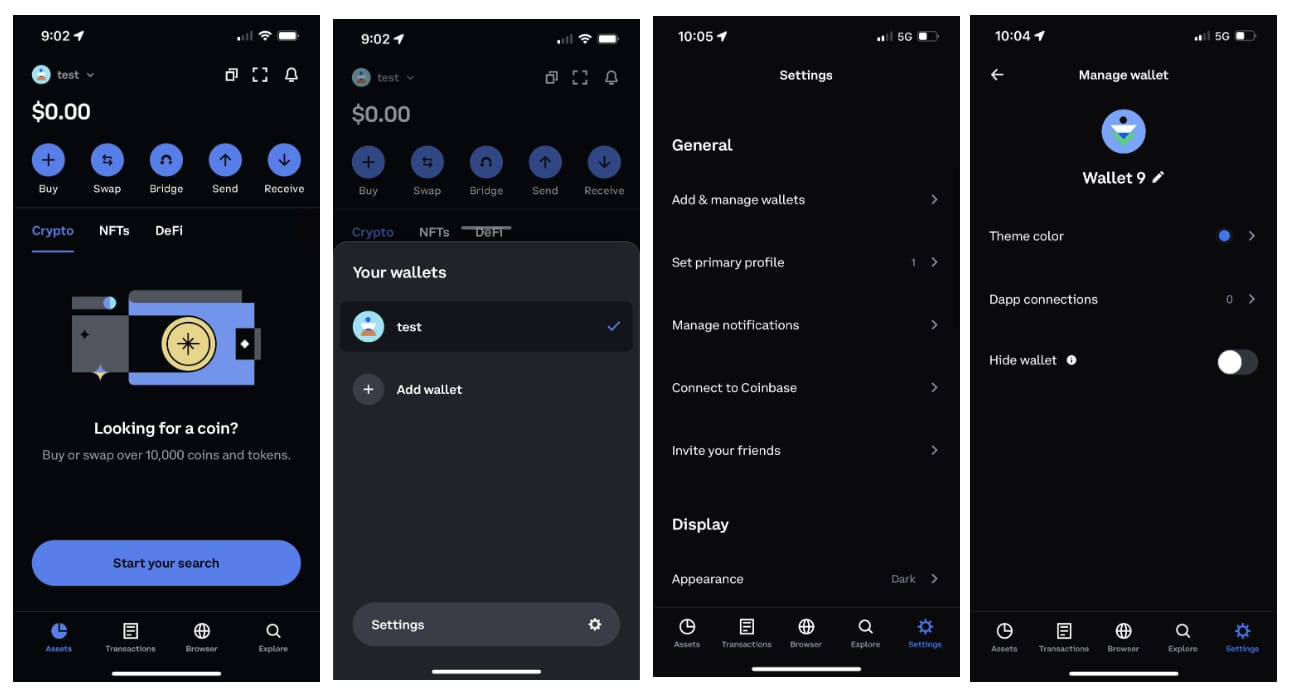 9:02
test
$0.00
Buy Swap Bridge Send Receive
Crypto NFTs DeFi
Looking for a coin?
Buy or swap over 10,000 coins and tokens.
Start your search
Assets Transactions Browser Explore
9:02
test
$0.00
Buy Swap Bridge Send Receive
Crypto NFTs DeFi
Your wallets
test
Add wallet
Settings
10:05 5G
Settings
General
Add & manage wallets
Set primary profile 1
Manage notifications
Connect to Coinbase
Invite your friends
Display
Appearance Dark
Assets Transactions Browser Explore Settings
10:04 5G
Manage wallet
Wallet 9
Theme color
Dapp connections 0
Hide wallet
Assets Transactions Browser Explore Settings